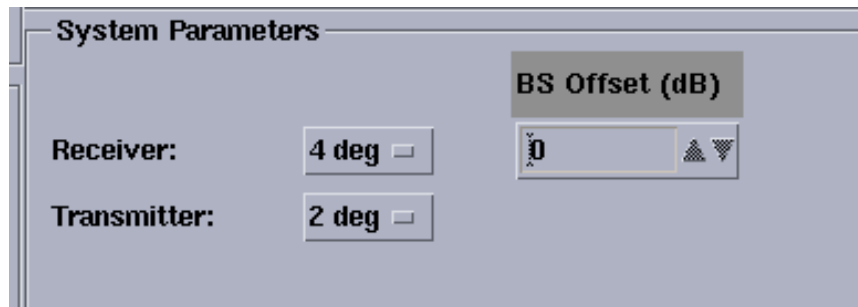 System Parameters
BS Offset (dB)
Receiver: 4 deg 0
Transmitter: 2 deg